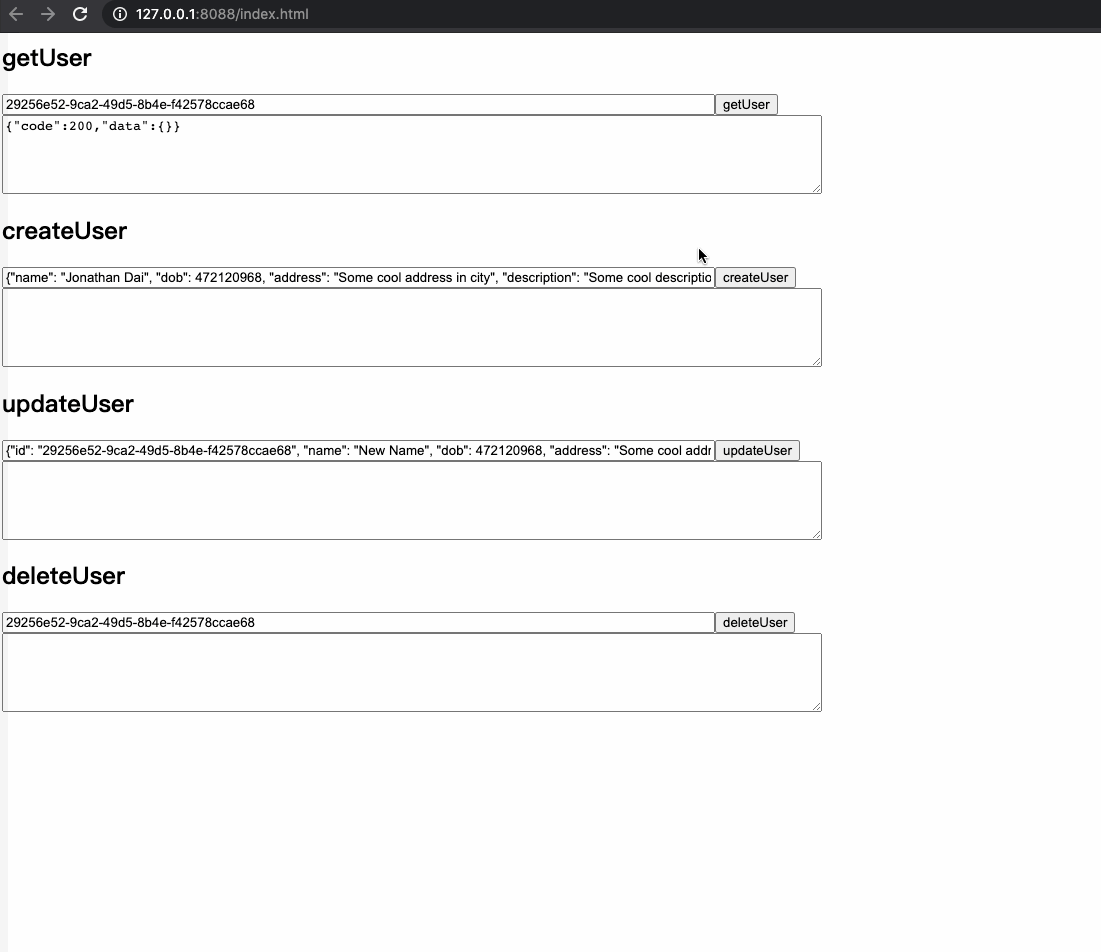 127.0.0.1:8088/index.html
getUser
29256e52-9ca2-49d5-8b4e-f42578ccae68 getUser
{"code":200,"data":{}}
createUser
{"name": "Jonathan Dai", "dob": 472120968, "address": "Some cool address in city", "description": "Some cool descriptio createUser
updateUser
{"id": "29256e52-9ca2-49d5-8b4e-f42578ccae68", "name": "New Name", "dob": 472120968, "address": "Some cool addr updateUser
deleteUser
29256e52-9ca2-49d5-8b4e-f42578ccae68 deleteUser